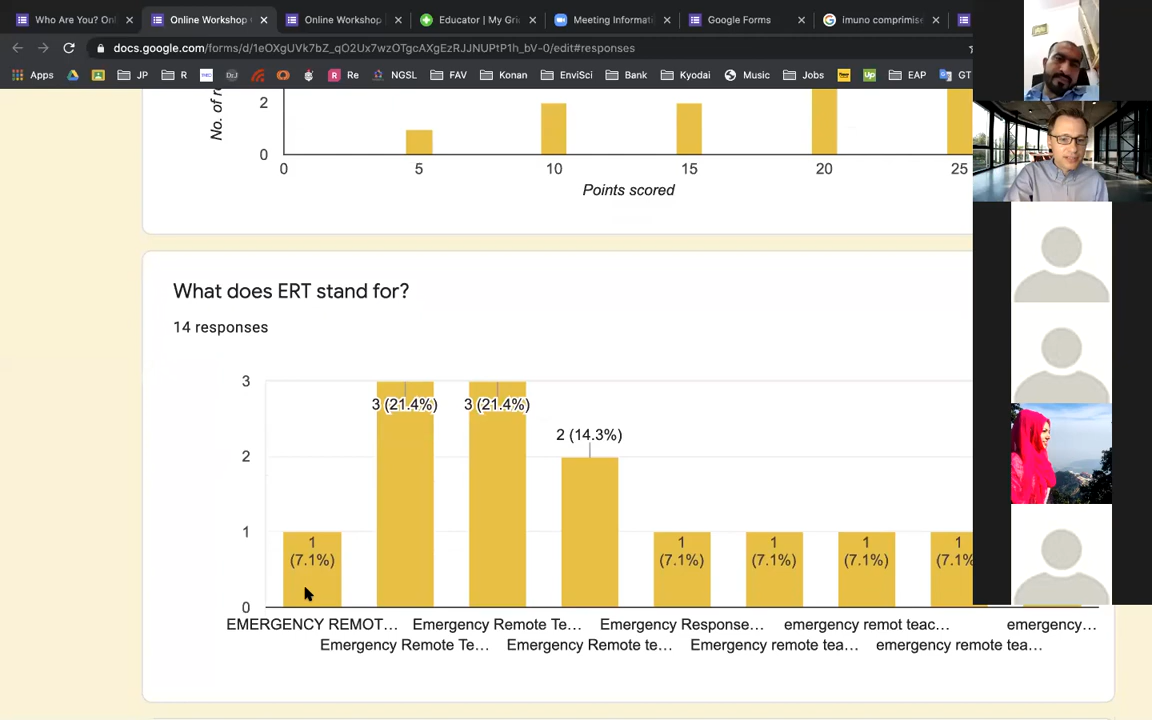 Who Are You? Onl
Online Workshop
Online Workshop
Educator | My Gri
Meeting Informati
Google Forms
imuno comprimise
docs.google.com/forms/d/1eOXgUVk7bZ_qO2Ux7wzOTgcAXgEzRJJNUPtP1h_bV-0/edit#responses
Apps JP R Re NGSL FAV Konan EnviSci Bank Kyodai Music Jobs Up EAP GT
No. of r
2
0
0 5 10 15 20 25
Points scored
What does ERT stand for?
14 responses
3
2
1
0
3 (21.4%) 3 (21.4%)
2 (14.3%)
1 1 1 1 1
(7.1%) (7.1%) (7.1%) (7.1%) (7.1%
EMERGENCY REMOT... Emergency Remote Te... Emergency Response... emergency remot teac... emergency...
Emergency Remote Te... Emergency Remote te... Emergency remote tea... emergency remote tea...